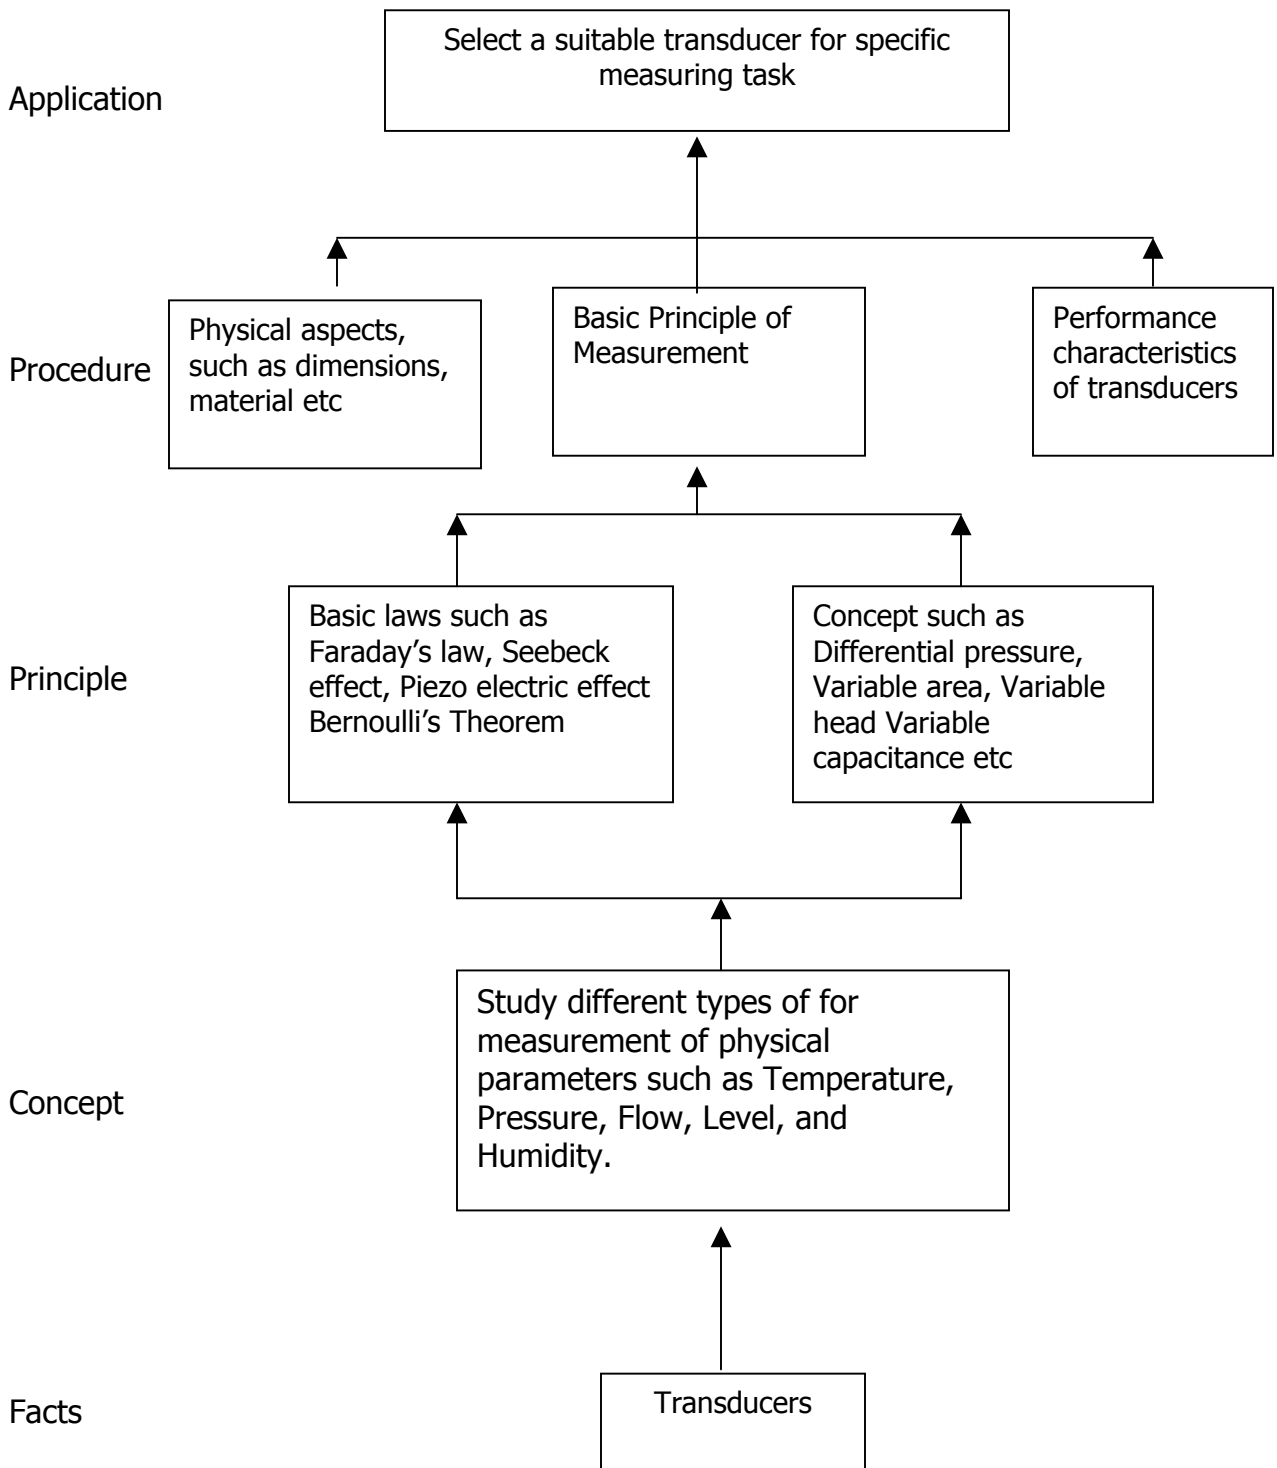 Application
Select a suitable transducer for specific
measuring task
Procedure
Physical aspects,
such as dimensions,
material etc
Basic Principle of
Measurement
Performance
characteristics
of transducers
Principle
Basic laws such as
Faraday’s law, Seebeck
effect, Piezo electric effect
Bernoulli’s Theorem
Concept such as
Differential pressure,
Variable area, Variable
head Variable
capacitance etc
Concept
Study different types of for
measurement of physical
parameters such as Temperature,
Pressure, Flow, Level, and
Humidity.
Facts
Transducers